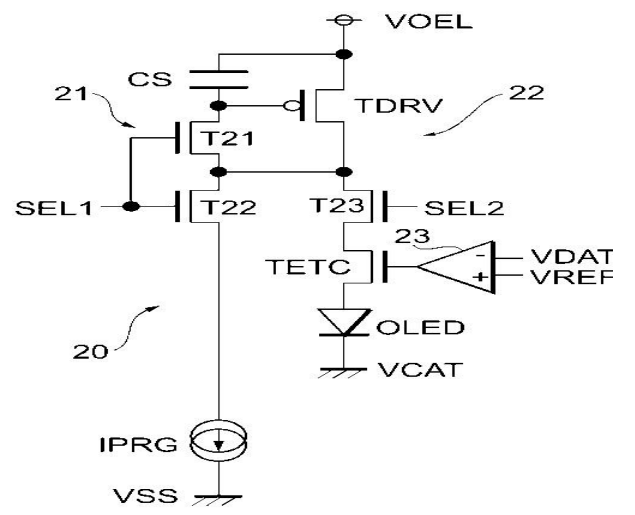 VOEL
CS
21
TDRV
22
T21
SEL1
T22
T23
SEL2
23
TETC
-
VDAT
+
VREF
OLED
20
VCAT
IPRG
VSS